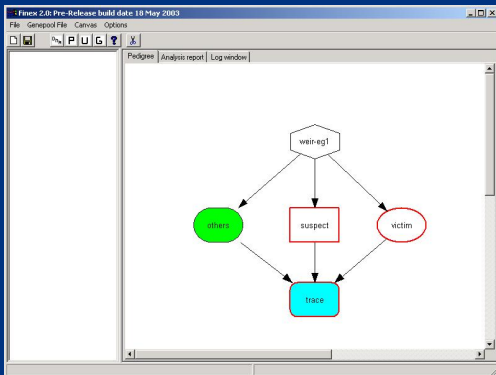 Finex 2.0: Pre-Release build date 18 May 2003
File Genepool File Canvas Options
P U G ?
Pedigree Analysis report Log window
weir-eg1
others suspect victim
trace